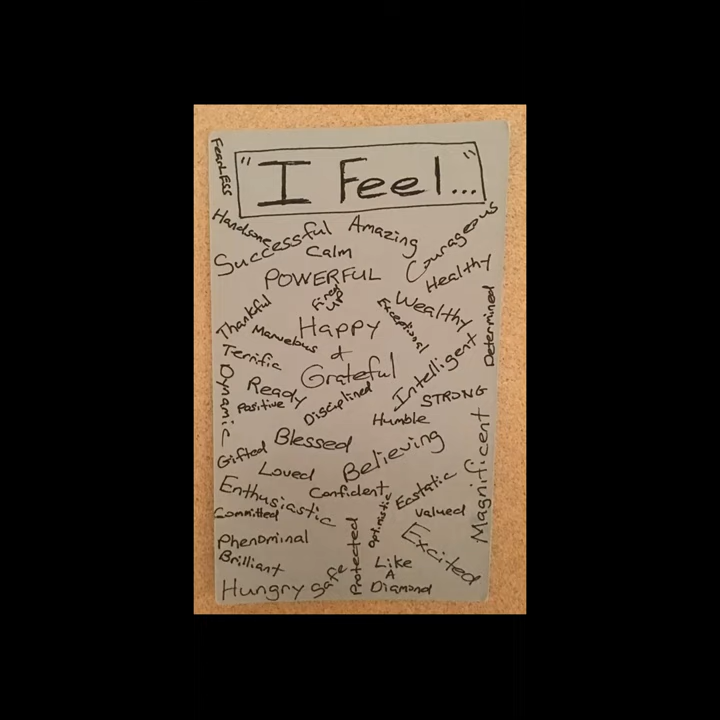 Fearless
"I Feel..."
Handsome
Successful
Amazing
Courageous
Calm
Healthy
POWERFUL
Fired
UP
Thankful
Wealthy
Exceptional
Determined
Marvelous
Happy
+
Grateful
Terrific
Intelligent
Dynamic
Ready
Positive
Disciplined
STRONG
Humble
Magnificent
Gifted
Blessed
Believing
Loved
Enthusiastic
Confident
Ecstatic
Committed
Optimistic
valued
Phenominal
Protected
Excited
Brilliant
Like
A
Diamond
Hungry
safe